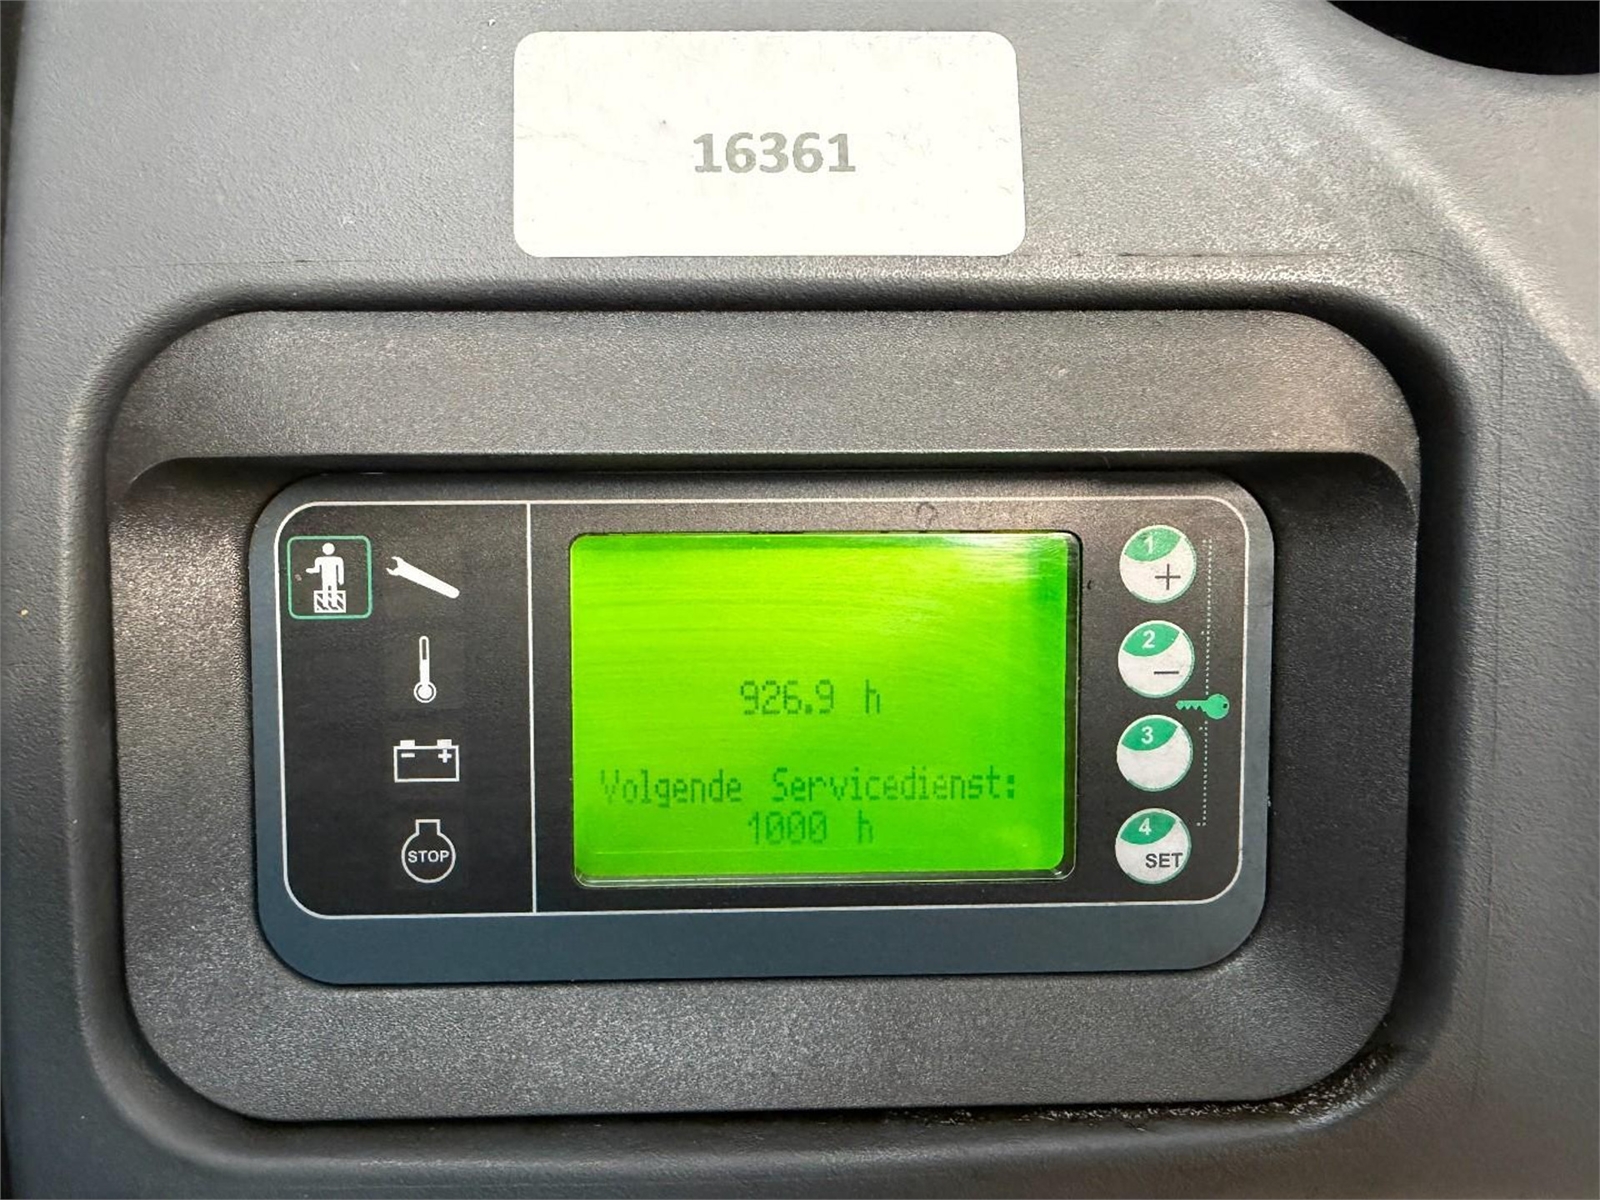 16361
926.9 h
Volgende Servicedienst:
1000 h
STOP
1
+
2
−
3
4
SET